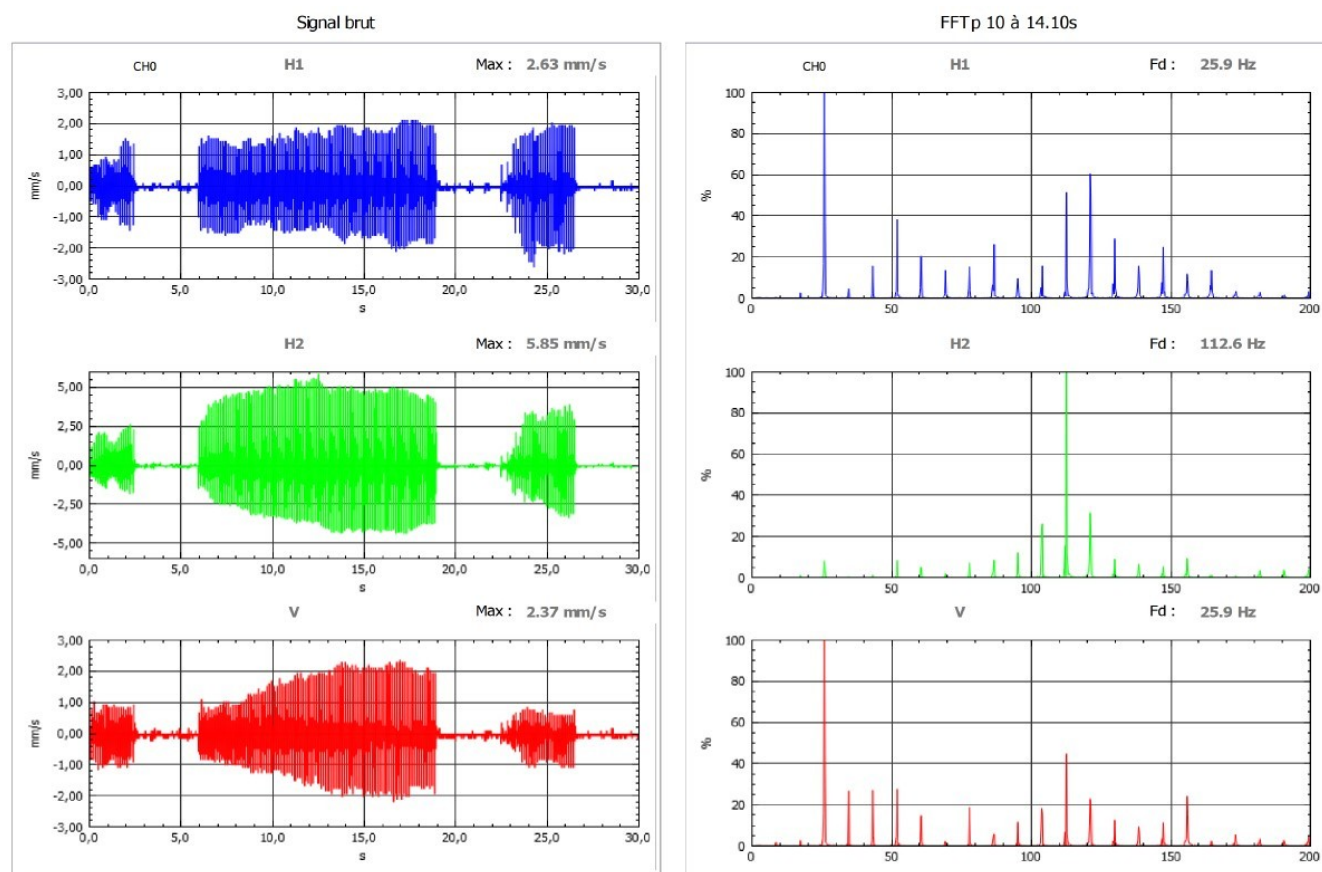 Signal brut
FFTp 10 à 14.10s
CH0 H1 Max : 2.63 mm/s
3,00
2,00
1,00
0,00
-1,00
-2,00
-3,00
mm/s
0,0 5,0 10,0 15,0 20,0 25,0 30,0
s
H2 Max : 5.85 mm/s
5,00
2,50
0,00
-2,50
-5,00
mm/s
0,0 5,0 10,0 15,0 20,0 25,0 30,0
s
V Max : 2.37 mm/s
3,00
2,00
1,00
0,00
-1,00
-2,00
-3,00
mm/s
0,0 5,0 10,0 15,0 20,0 25,0 30,0
s
CH0 H1 Fd : 25.9 Hz
100
80
60
40
20
0
%
0 50 100 150 200
H2 Fd : 112.6 Hz
100
80
60
40
20
0
%
0 50 100 150 200
V Fd : 25.9 Hz
100
80
60
40
20
0
%
0 50 100 150 200